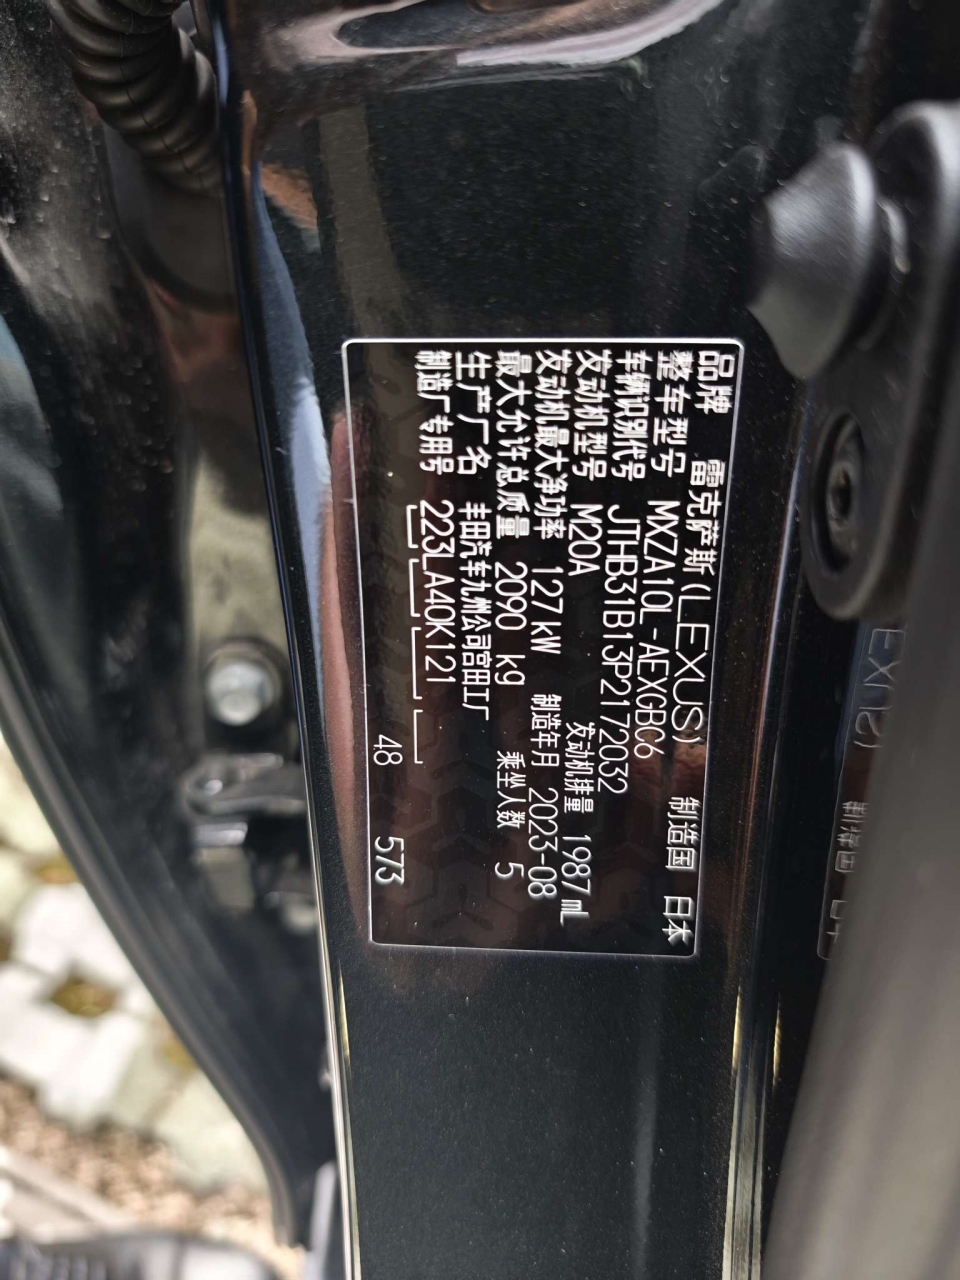 品牌 雷克萨斯(LEXUS) 制造国 日本
整车型号 MXZA10L-AEXGBC6
车辆识别代号 JTHB31B13P2172032
发动机型号 M20A 发动机排量 1987 mL
发动机最大净功率 127 kW 制造年月 2023-08
最大允许总质量 2090 kg 乘坐人数 5
生产厂名 丰田汽车九州公司宫田工厂
制造厂专用号 223LA40K121
48 573